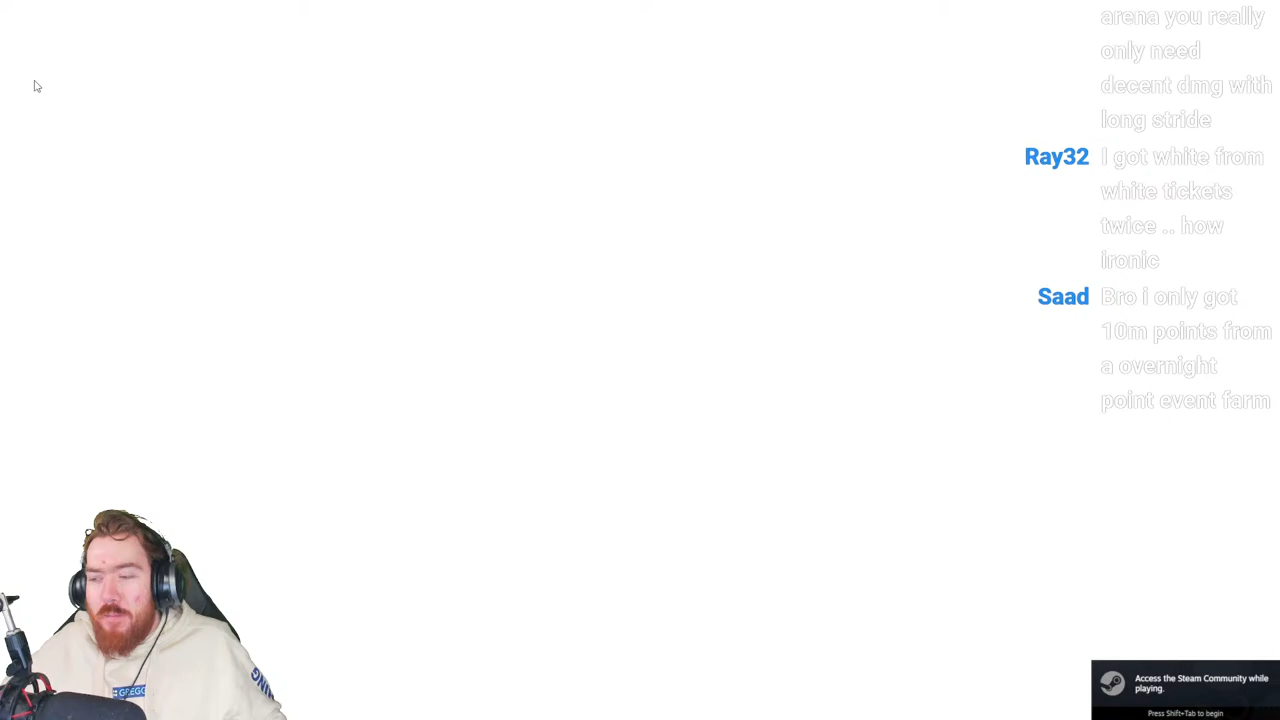 arena you really
only need
decent dmg with
long stride
Ray32 I got white from
white tickets
twice .. how
ironic
Saad Bro i only got
10m points from
a overnight
point event farm
GREGG
Access the Steam Community while
playing.
Press Shift+Tab to begin